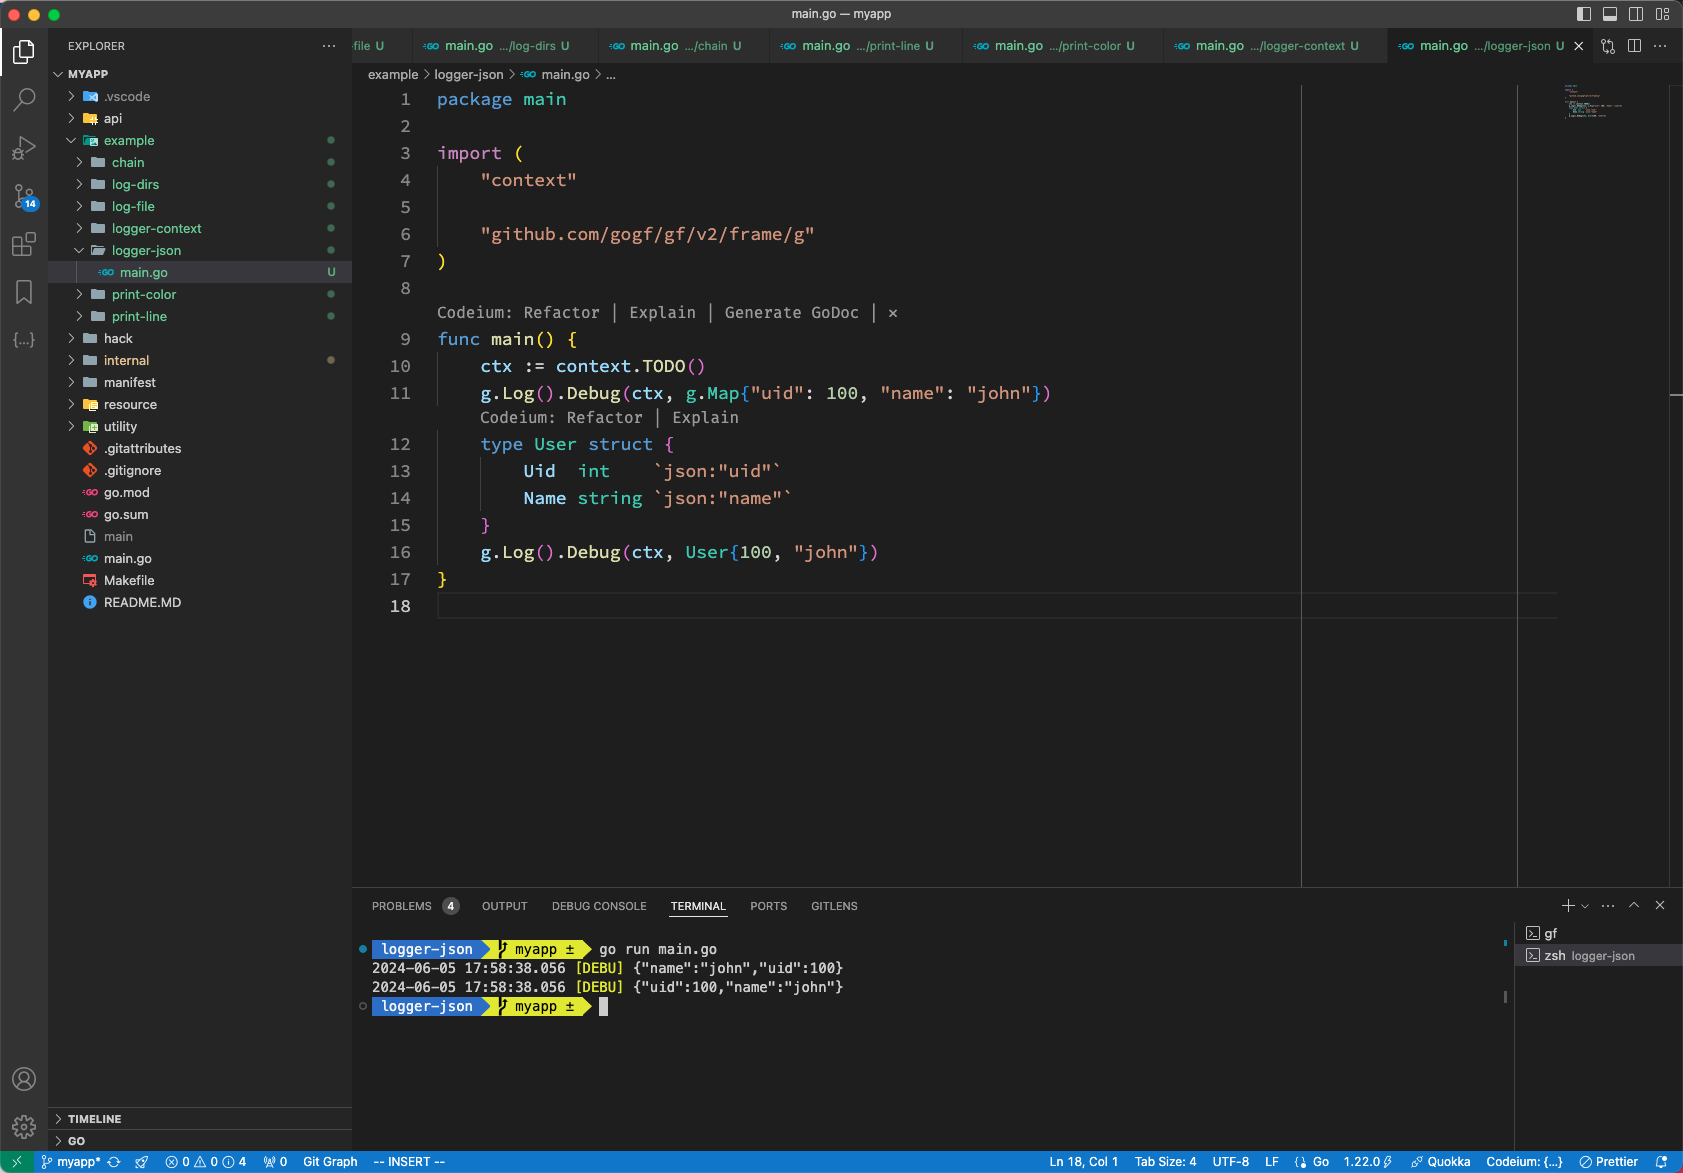 main.go — myapp
EXPLORER
MYAPP
.vscode
api
example
chain
log-dirs
log-file
logger-context
logger-json
main.go U
print-color
print-line
hack
internal
manifest
resource
utility
.gitattributes
.gitignore
go.mod
go.sum
main
main.go
Makefile
README.MD
TIMELINE
GO
14
-file U
main.go .../log-dirs U
main.go .../chain U
main.go .../print-line U
main.go .../print-color U
main.go .../logger-context U
main.go .../logger-json U
example > logger-json > main.go > ...
1 package main
2
3 import (
4 "context"
5
6 "github.com/gogf/gf/v2/frame/g"
7 )
8
Codeium: Refactor | Explain | Generate GoDoc | ×
9 func main() {
10 ctx := context.TODO()
11 g.Log().Debug(ctx, g.Map{"uid": 100, "name": "john"})
Codeium: Refactor | Explain
12 type User struct {
13 Uid int `json:"uid"`
14 Name string `json:"name"`
15 }
16 g.Log().Debug(ctx, User{100, "john"})
17 }
18
PROBLEMS 4 OUTPUT DEBUG CONSOLE TERMINAL PORTS GITLENS
logger-json myapp ± go run main.go
2024-06-05 17:58:38.056 [DEBU] {"name":"john","uid":100}
2024-06-05 17:58:38.056 [DEBU] {"uid":100,"name":"john"}
logger-json myapp ±
gf
zsh logger-json
myapp* 0 0 4 0 Git Graph -- INSERT -- Ln 18, Col 1 Tab Size: 4 UTF-8 LF Go 1.22.0 Quokka Codeium: {...} Prettier